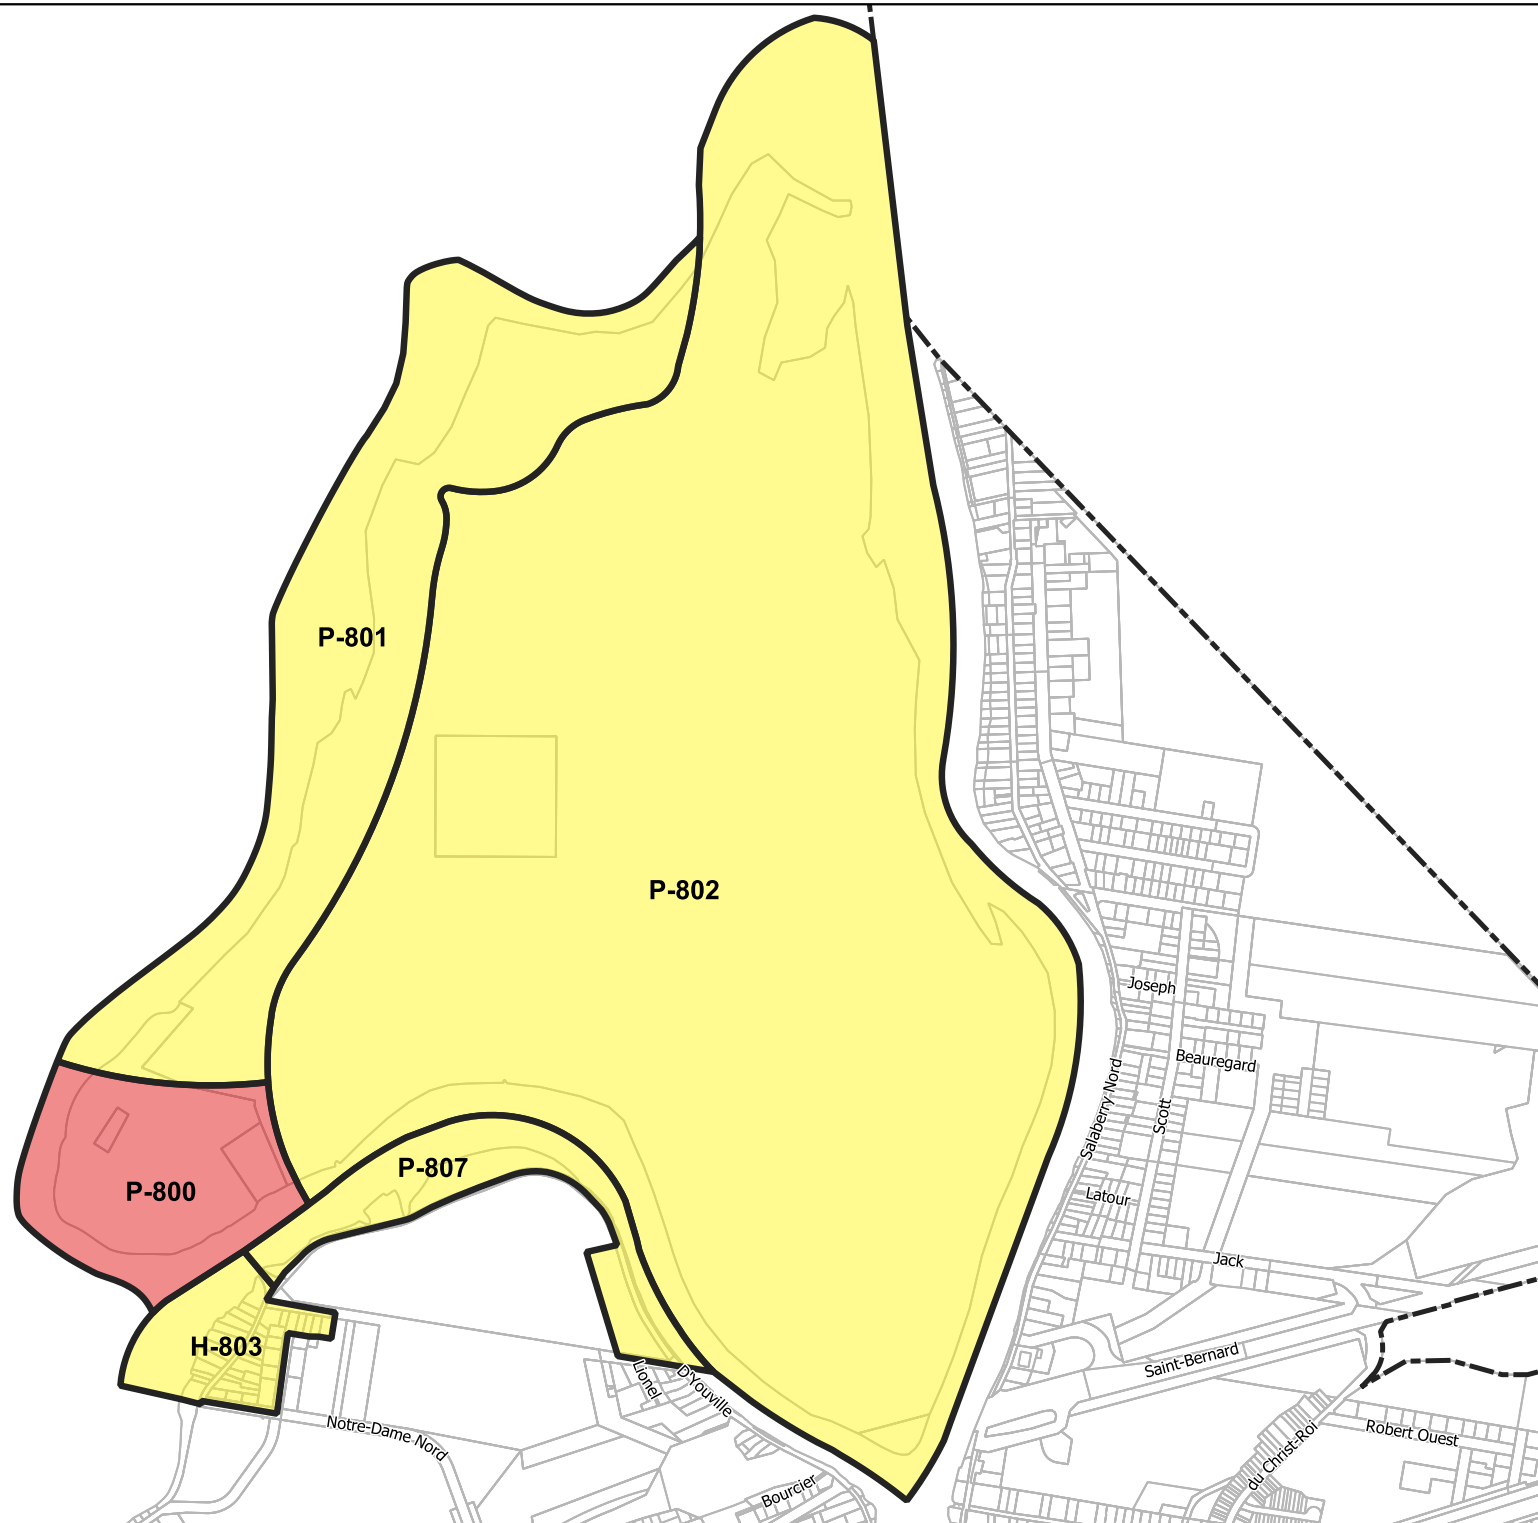 P-801
P-802
Joseph
Beauregard
Salaberry Nord
Scott
P-807
P-800
Latour
Jack
H-803
Saint-Bernard
Lionel
D'Youville
Notre-Dame Nord
Robert Ouest
du Christ-Roi
Bourcier